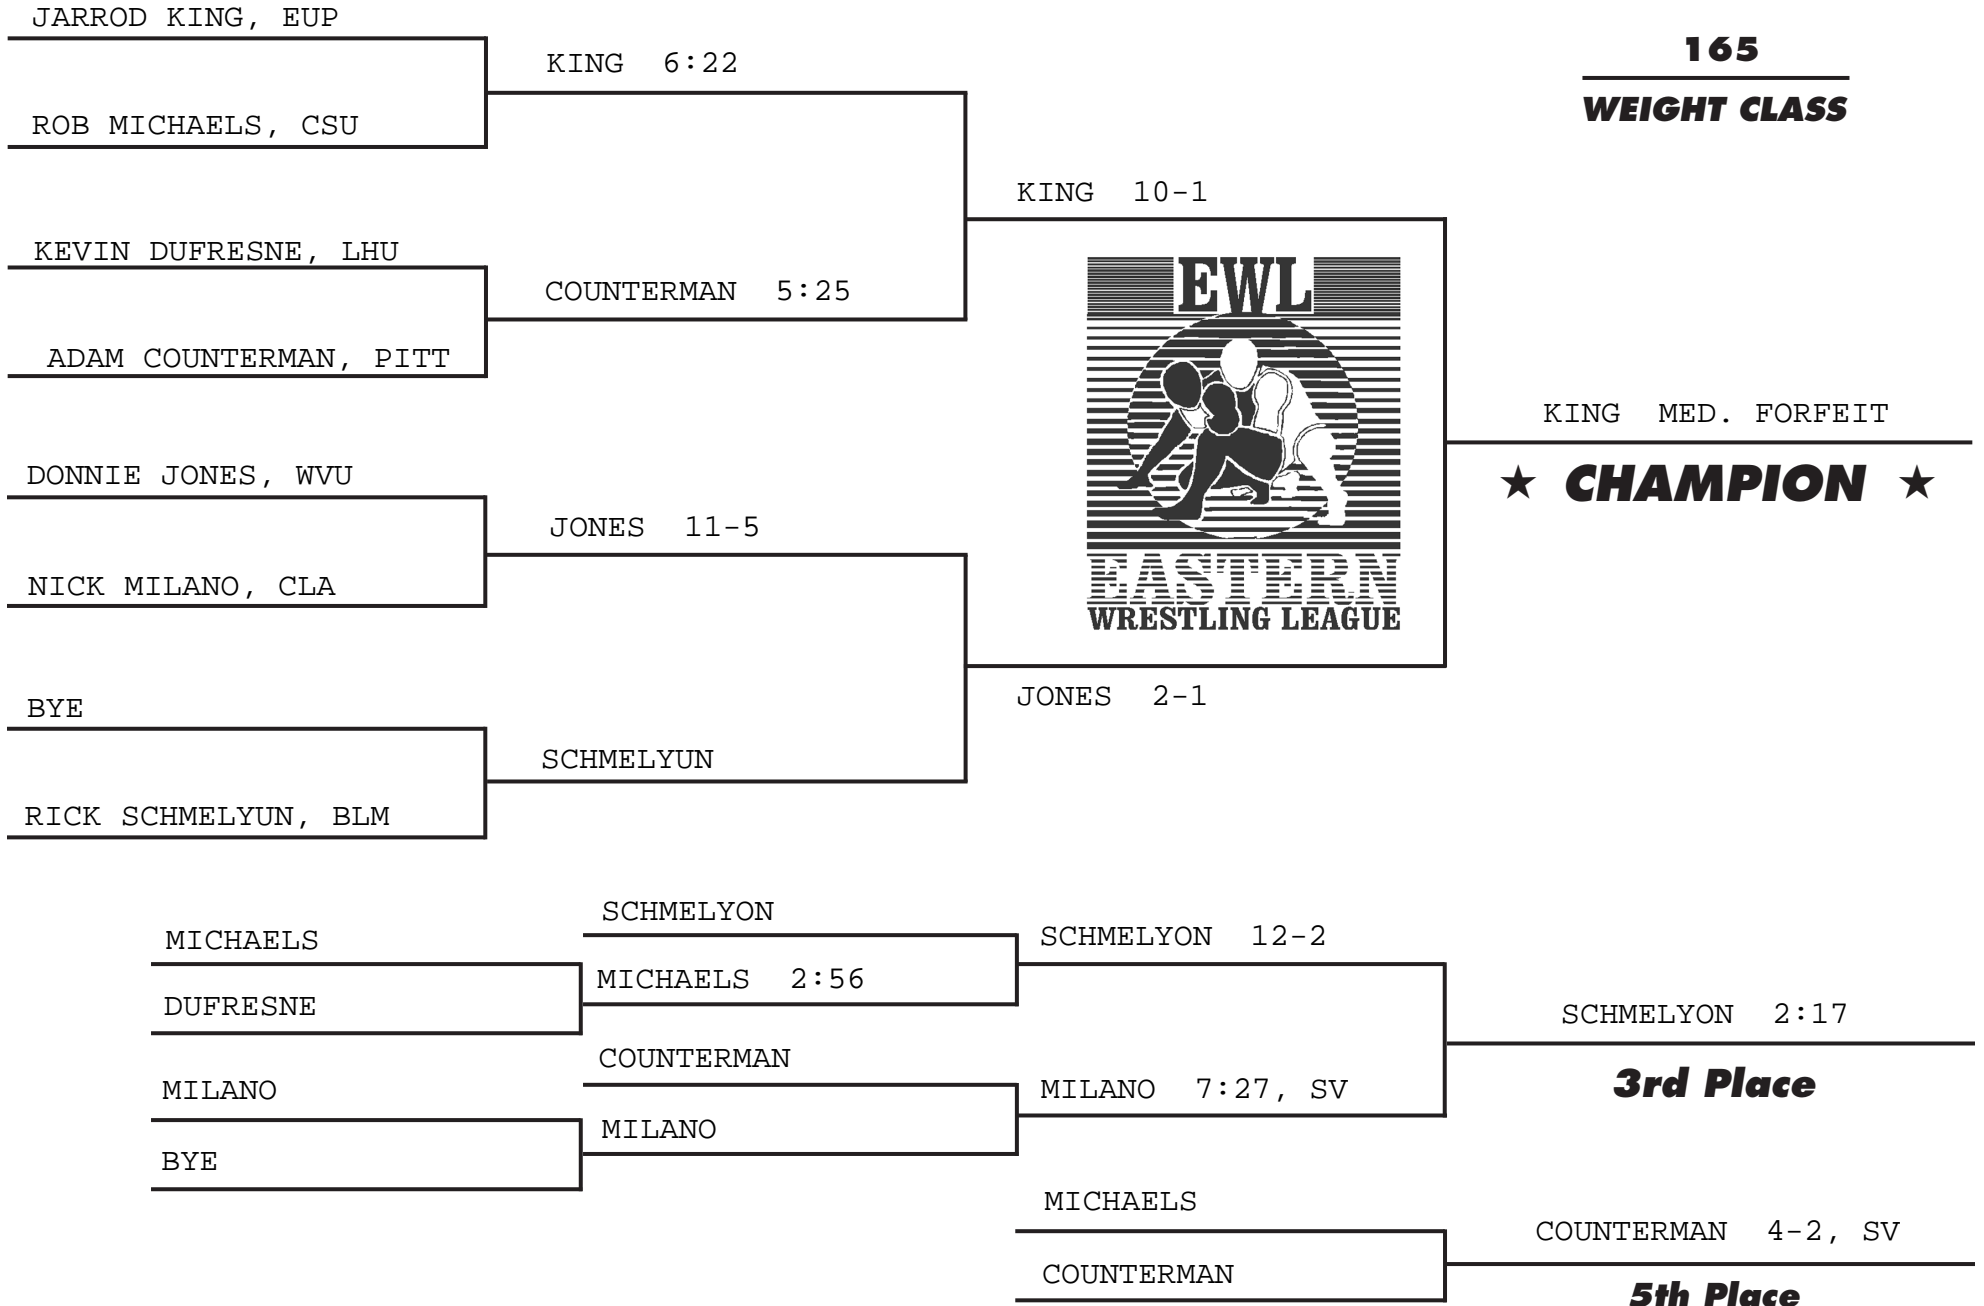 JARROD KING, EUP
KING 6:22
ROB MICHAELS, CSU
165
WEIGHT CLASS
KING 10-1
KEVIN DUFRESNE, LHU
COUNTERMAN 5:25
ADAM COUNTERMAN, PITT
EWL
EASTERN
WRESTLING LEAGUE
KING MED. FORFEIT
★ CHAMPION ★
DONNIE JONES, WVU
JONES 11-5
NICK MILANO, CLA
JONES 2-1
BYE
SCHMELYUN
RICK SCHMELYUN, BLM
MICHAELS
DUFRESNE
MILANO
BYE
SCHMELYON
MICHAELS 2:56
COUNTERMAN
MILANO
SCHMELYON 12-2
MILANO 7:27, SV
SCHMELYON 2:17
3rd Place
MICHAELS
COUNTERMAN
COUNTERMAN 4-2, SV
5th Place